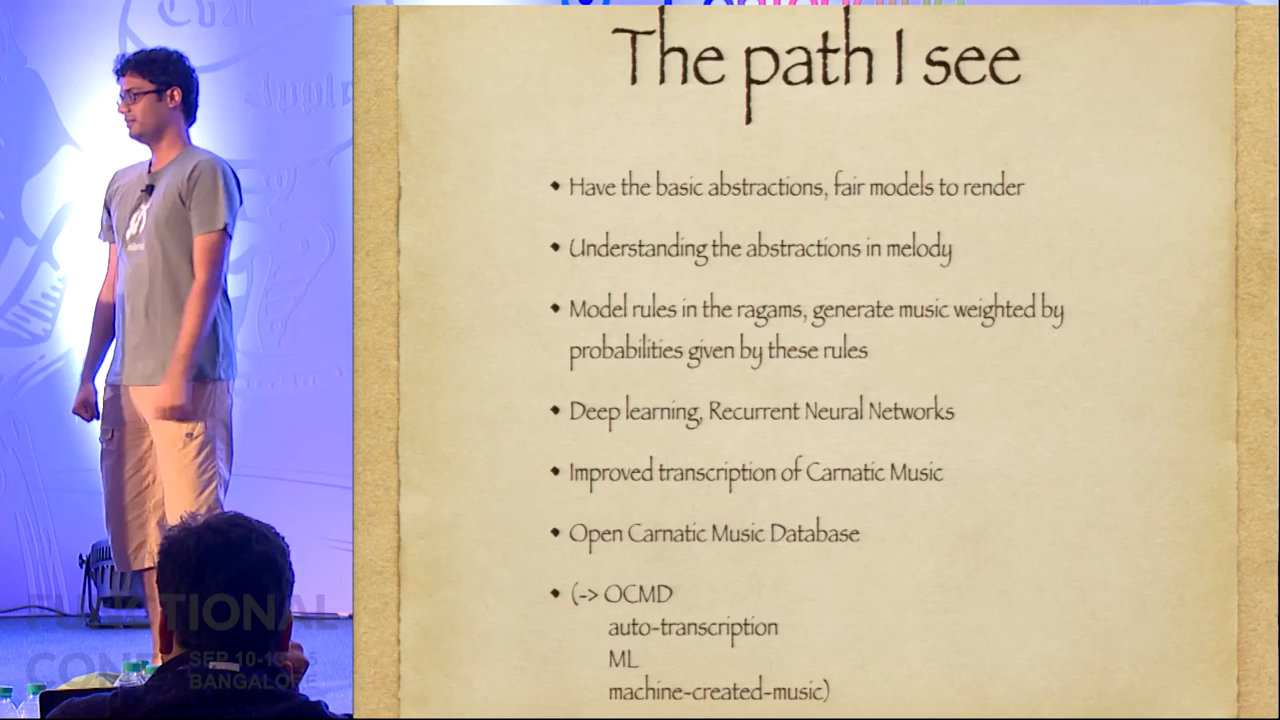 The path I see
• Have the basic abstractions, fair models to render
• Understanding the abstractions in melody
• Model rules in the ragams, generate music weighted by
probabilities given by these rules
• Deep learning, Recurrent Neural Networks
• Improved transcription of Carnatic Music
• Open Carnatic Music Database
• (-> OCMD
auto-transcription
ML
machine-created-music)
FUNCTIONAL
SEP 10-
BANGALORE